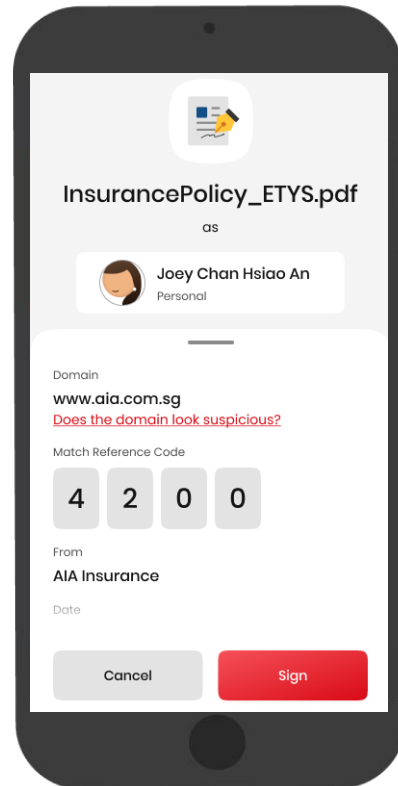 InsurancePolicy_ETYS.pdf
as
Joey Chan Hsiao An
Personal
Domain
www.aia.com.sg
Does the domain look suspicious?
Match Reference Code
4 2 0 0
From
AIA Insurance
Date
Cancel
Sign